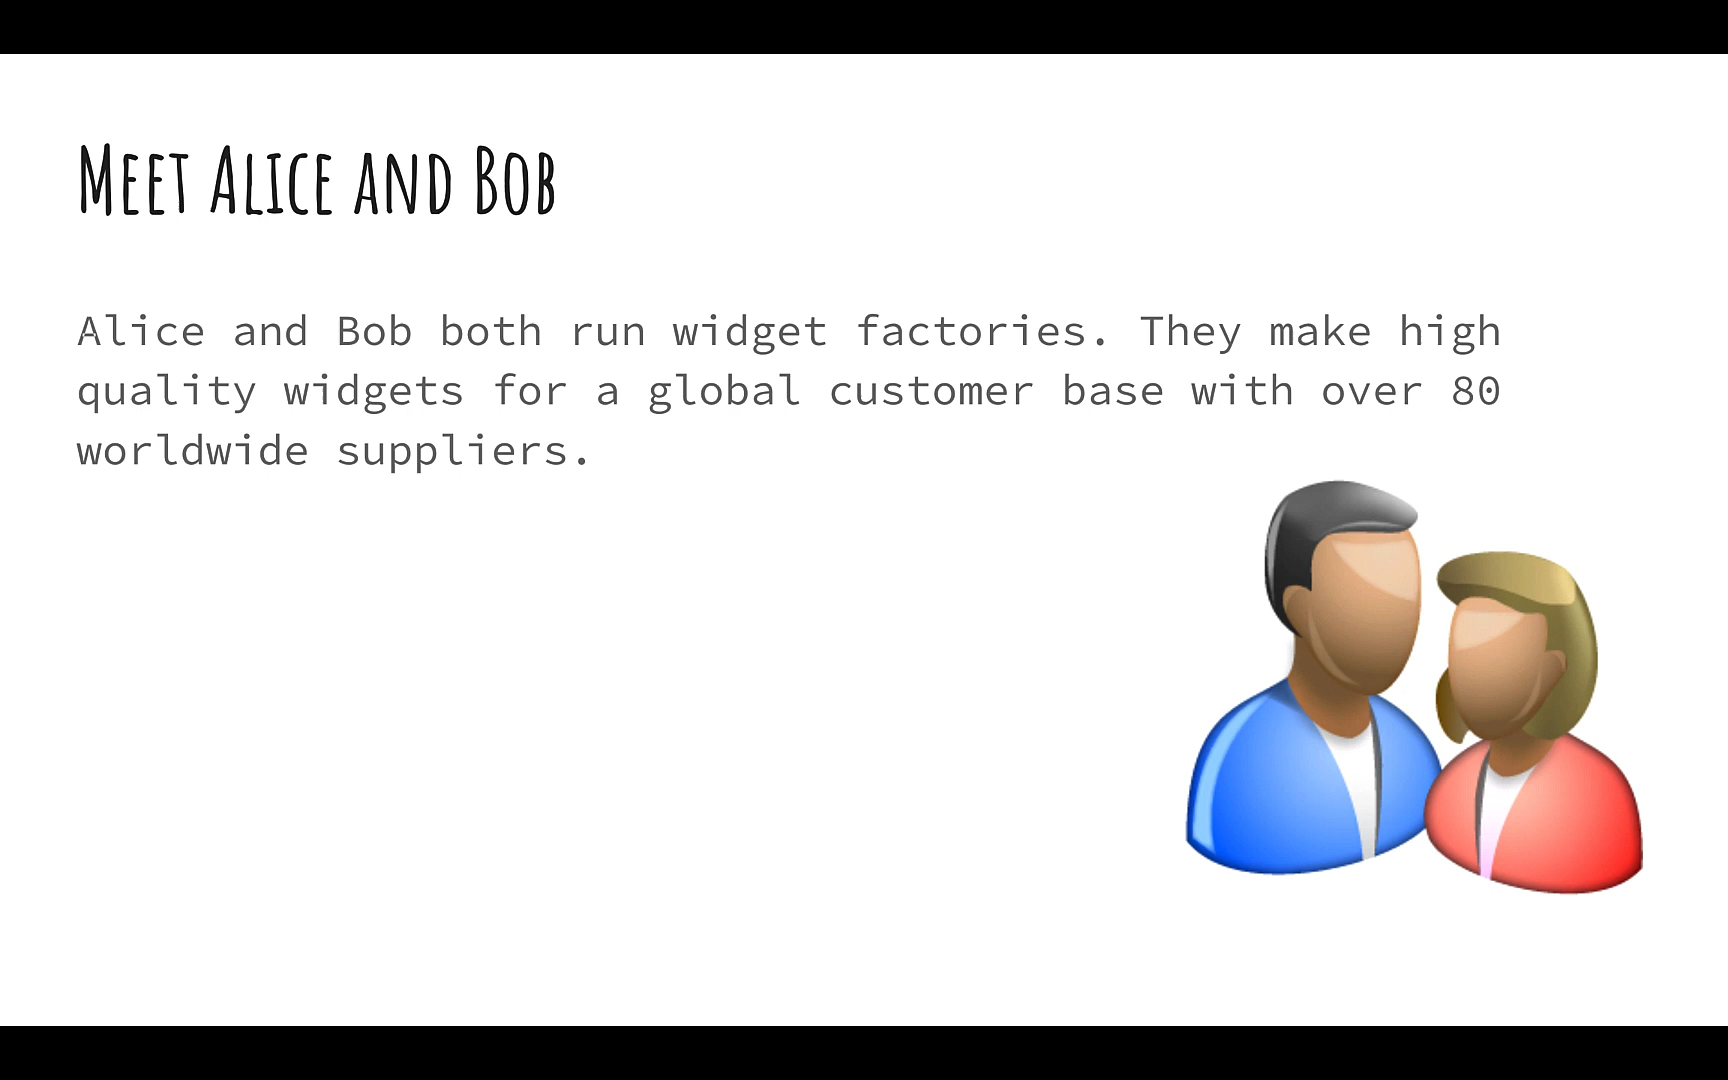 Meet Alice and Bob
Alice and Bob both run widget factories. They make high
quality widgets for a global customer base with over 80
worldwide suppliers.